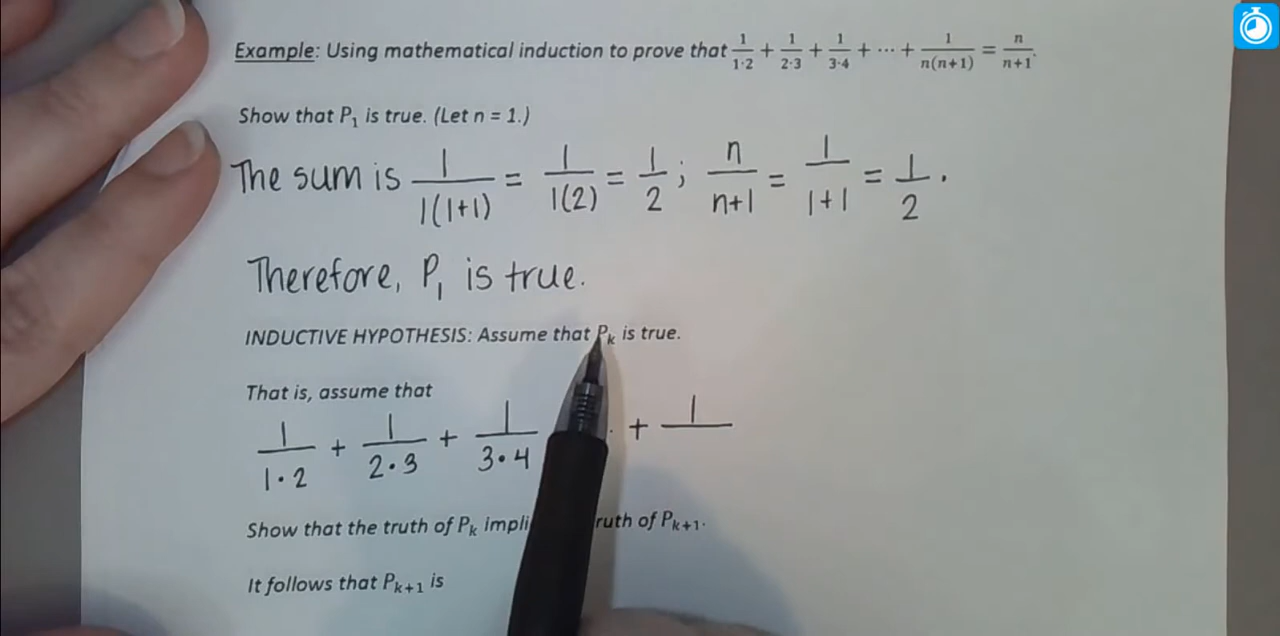 Example: Using mathematical induction to prove that 1/1·2 + 1/2·3 + 1/3·4 + ··· + 1/n(n+1) = n/n+1.
Show that P₁ is true. (Let n = 1.)
The sum is 1/1(1+1) = 1/1(2) = 1/2 ; n/n+1 = 1/1+1 = 1/2 .
Therefore, P₁ is true.
INDUCTIVE HYPOTHESIS: Assume that Pₖ is true.
That is, assume that
1/1·2 + 1/2·3 + 1/3·4 . + 1/
Show that the truth of Pₖ of Pₖ₊₁.
It follows that Pₖ₊₁ is